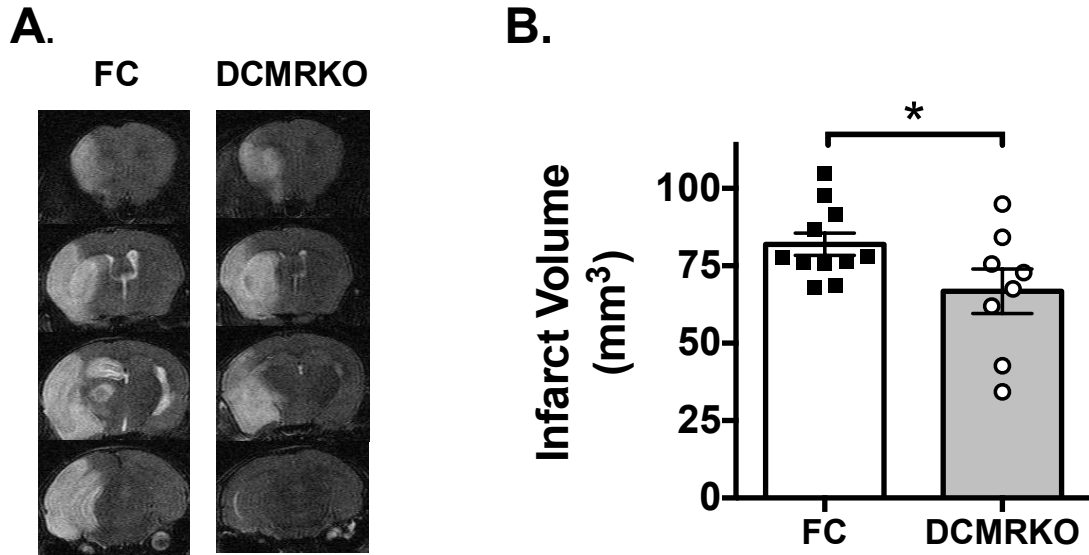 A.
FC DCMRKO
B.
*
Infarct Volume
(mm³)
100
75
50
25
0
FC DCMRKO